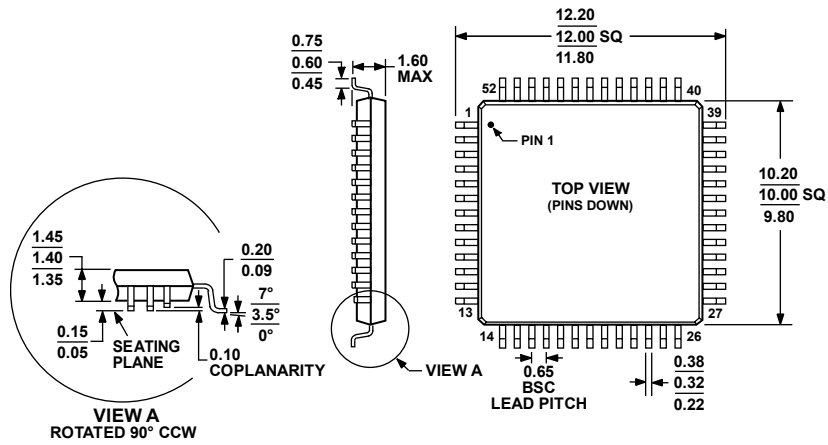 0.75
0.60
0.45
1.60
MAX
12.20
12.00 SQ
11.80
52
40
1
39
PIN 1
TOP VIEW
(PINS DOWN)
10.20
10.00 SQ
9.80
13
27
14
26
0.65
BSC
LEAD PITCH
0.38
0.32
0.22
VIEW A
1.45
1.40
1.35
0.20
0.09
7°
3.5°
0°
0.15
0.05
SEATING
PLANE
0.10
COPLANARITY
VIEW A
ROTATED 90° CCW